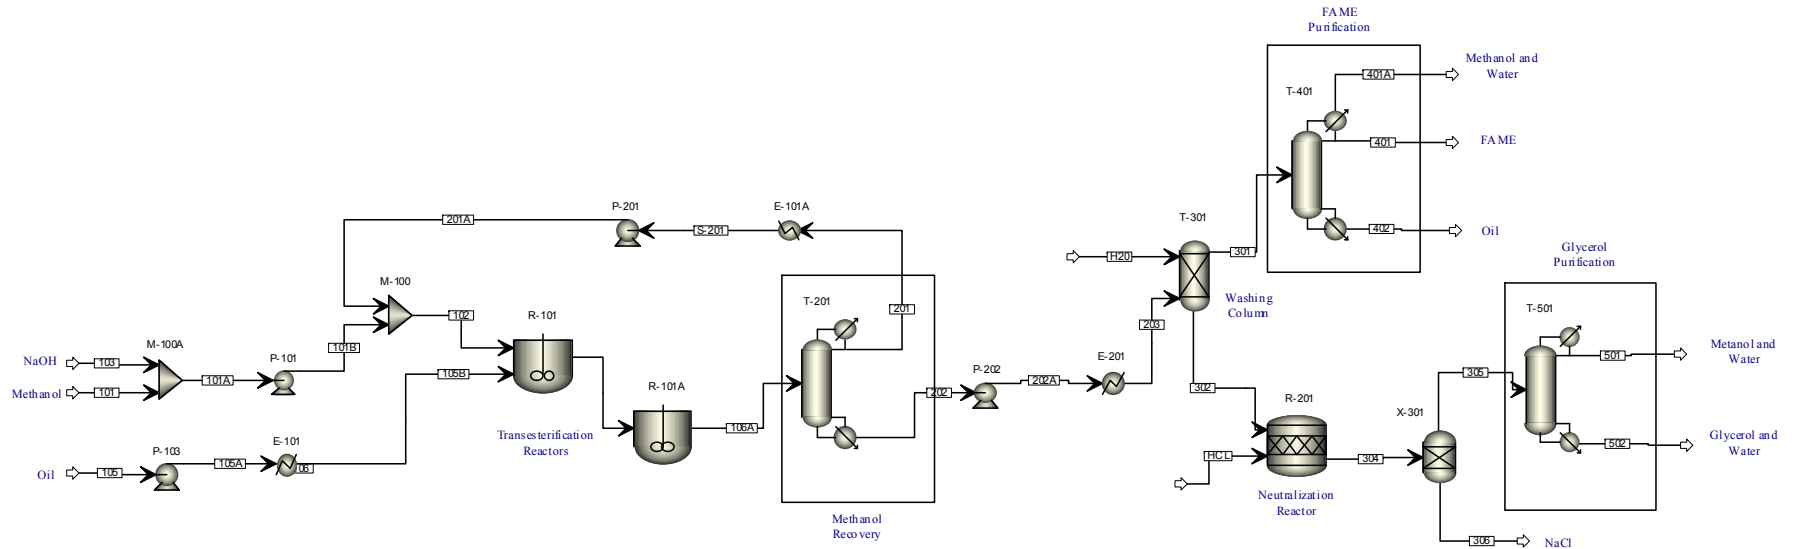 FAME
Purification
Methanol and
Water
401A
T-401
401
FAME
402
Oil
P-201
E-101A
201A
S-201
T-301
H20
301
Washing
Column
203
Glycerol
Purification
M-100
102
R-101
101B
T-201
201
T-501
M-100A
NaOH
103
P-101
101A
Methanol
101
105B
R-101A
P-202
E-201
202A
202
302
501
Metanol and
Water
305
R-201
X-301
Transesterification
Reactors
106A
HCL
304
502
Glycerol and
Water
P-103
E-101
Oil
105
105A
06
Neutralization
Reactor
Methanol
Recovery
306
NaCl